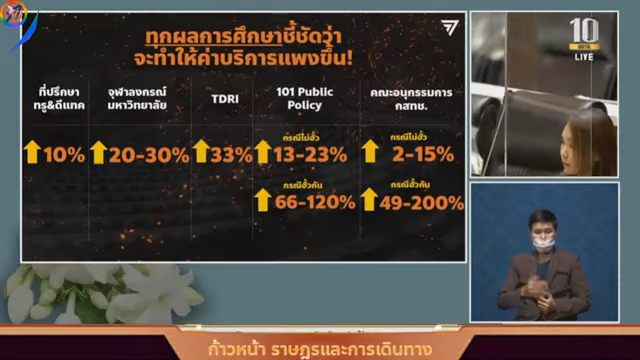 ทุกผลการศึกษาชี้ชัดว่า
จะทำให้ค่าบริการแพงขึ้น!
ที่ปรึกษา
ทรู&ดีแทค
10%
จุฬาลงกรณ์
มหาวิทยาลัย
20-30%
TDRI
33%
101 Public
Policy
กรณีไม่ฮั้ว
13-23%
กรณีฮั้วกัน
66-120%
คณะอนุกรรมการ
กสทช.
กรณีไม่ฮั้ว
2-15%
กรณีฮั้วกัน
49-200%
10
DIGITAL
LIVE
ก้าวหน้า ราษฎรและการเดินทาง